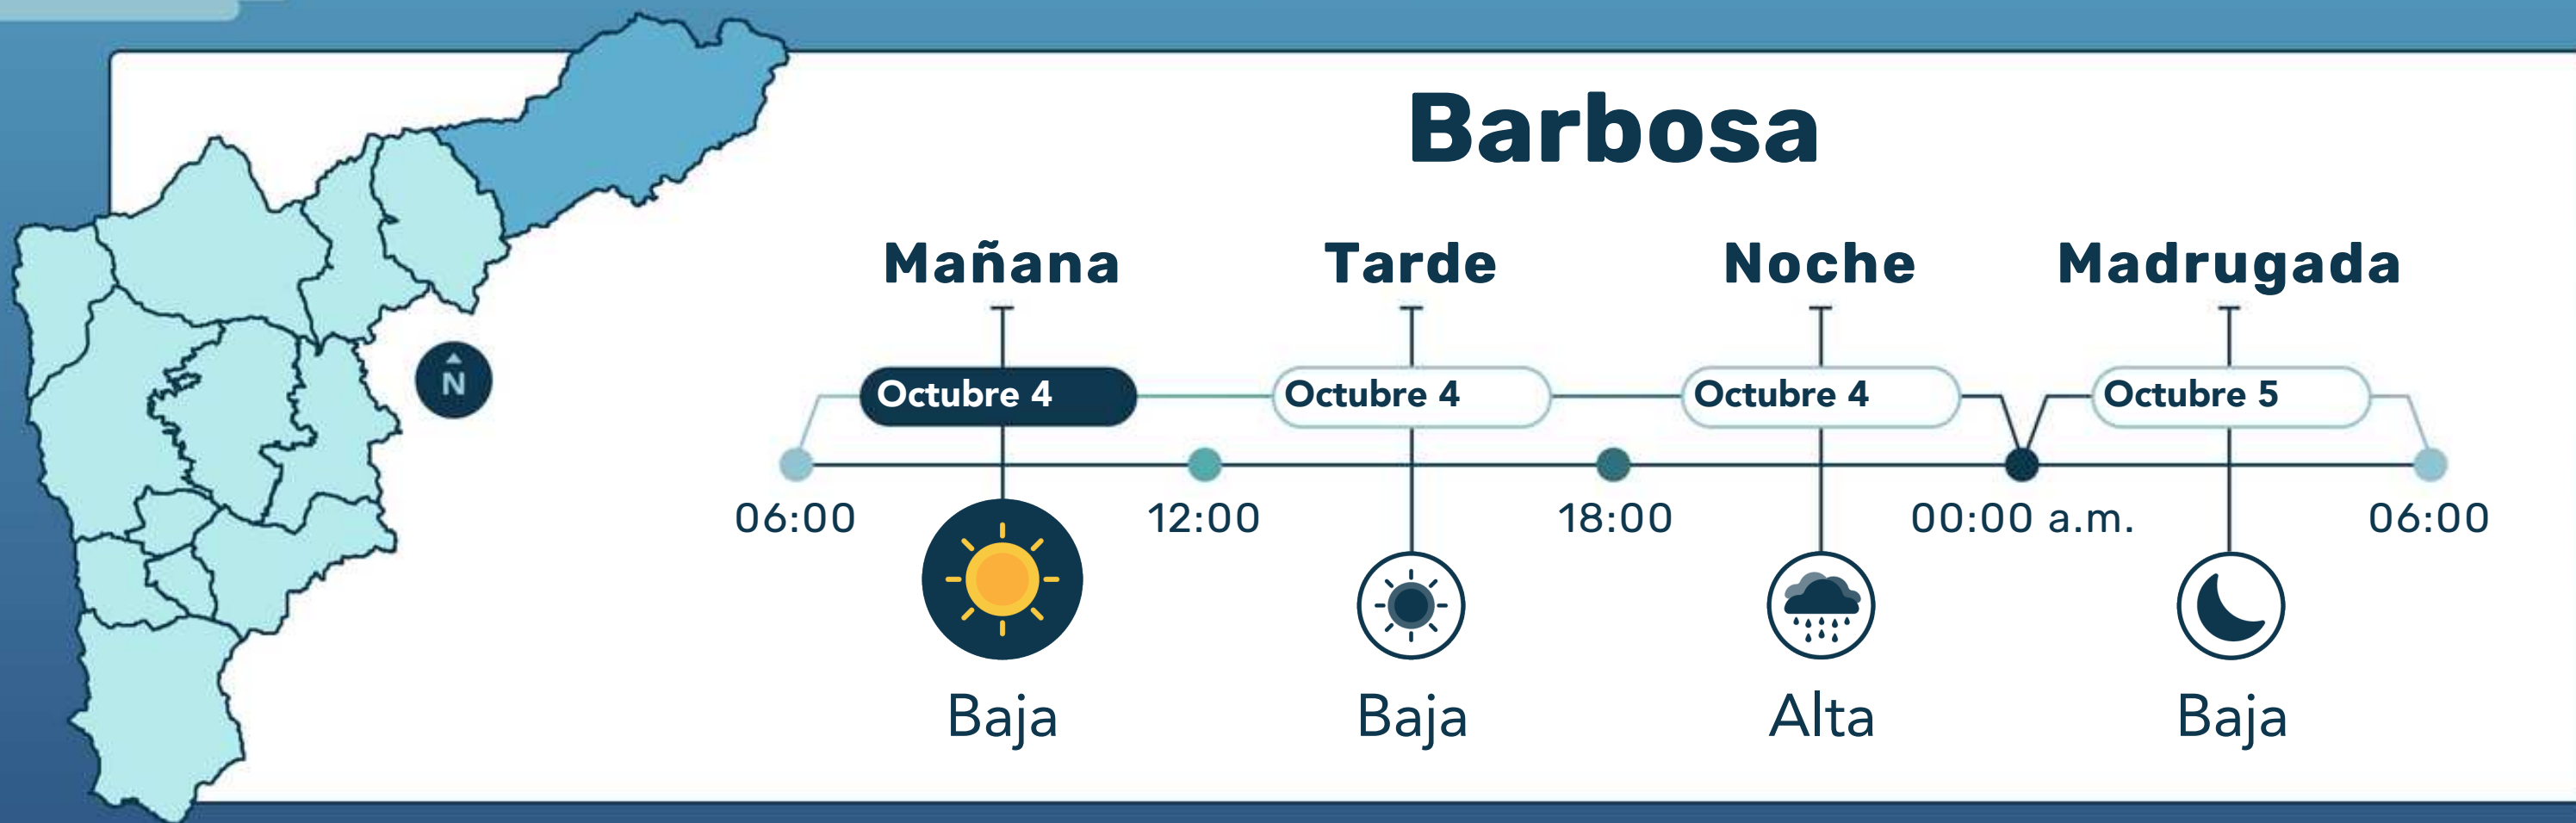 Barbosa
Mañana Tarde Noche Madrugada
Octubre 4 Octubre 4 Octubre 4 Octubre 5
N
06:00 12:00 18:00 00:00 a.m. 06:00
Baja Baja Alta Baja